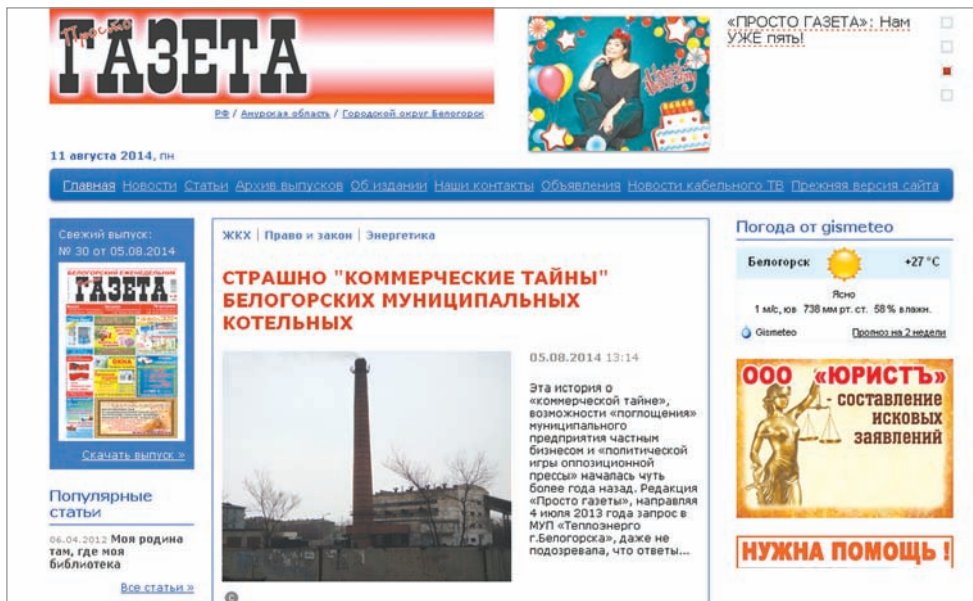 Просто
ГАЗЕТА
РФ / Амурская область / Городской округ Белогорск
«ПРОСТО ГАЗЕТА»: Нам
УЖЕ пять!
11 августа 2014, пн
Главная Новости Статьи Архив выпусков Об издании Наши контакты Объявления Новости кабельного ТВ Прежняя версия сайта
Свежий выпуск:
№ 30 от 05.08.2014
БЕЛОГОРСКИЙ ЕЖЕНЕДЕЛЬНИК
ГАЗЕТА
ОКНА
Скачать выпуск »
Популярные
статьи
06.04.2012 Моя родина
там, где моя
библиотека
Все статьи »
ЖКХ | Право и закон | Энергетика
СТРАШНО "КОММЕРЧЕСКИЕ ТАЙНЫ"
БЕЛОГОРСКИХ МУНИЦИПАЛЬНЫХ
КОТЕЛЬНЫХ
05.08.2014 13:14
Эта история о
«коммерческой тайне»,
возможности «поглощения»
муниципального
предприятия частным
бизнесом и «политической
игры оппозиционной
прессы» началась чуть
более года назад. Редакция
«Просто газеты», направляя
4 июля 2013 года запрос в
МУП «Теплоэнерго
г.Белогорска», даже не
подозревала, что ответы...
Погода от gismeteo
Белогорск +27 °C
Ясно
1 м/с, юв 738 мм рт. ст. 58% влажн.
Gismeteo Прогноз на 2 недели
ООО «ЮРИСТЪ»
- составление
исковых
заявлений
НУЖНА ПОМОЩЬ !